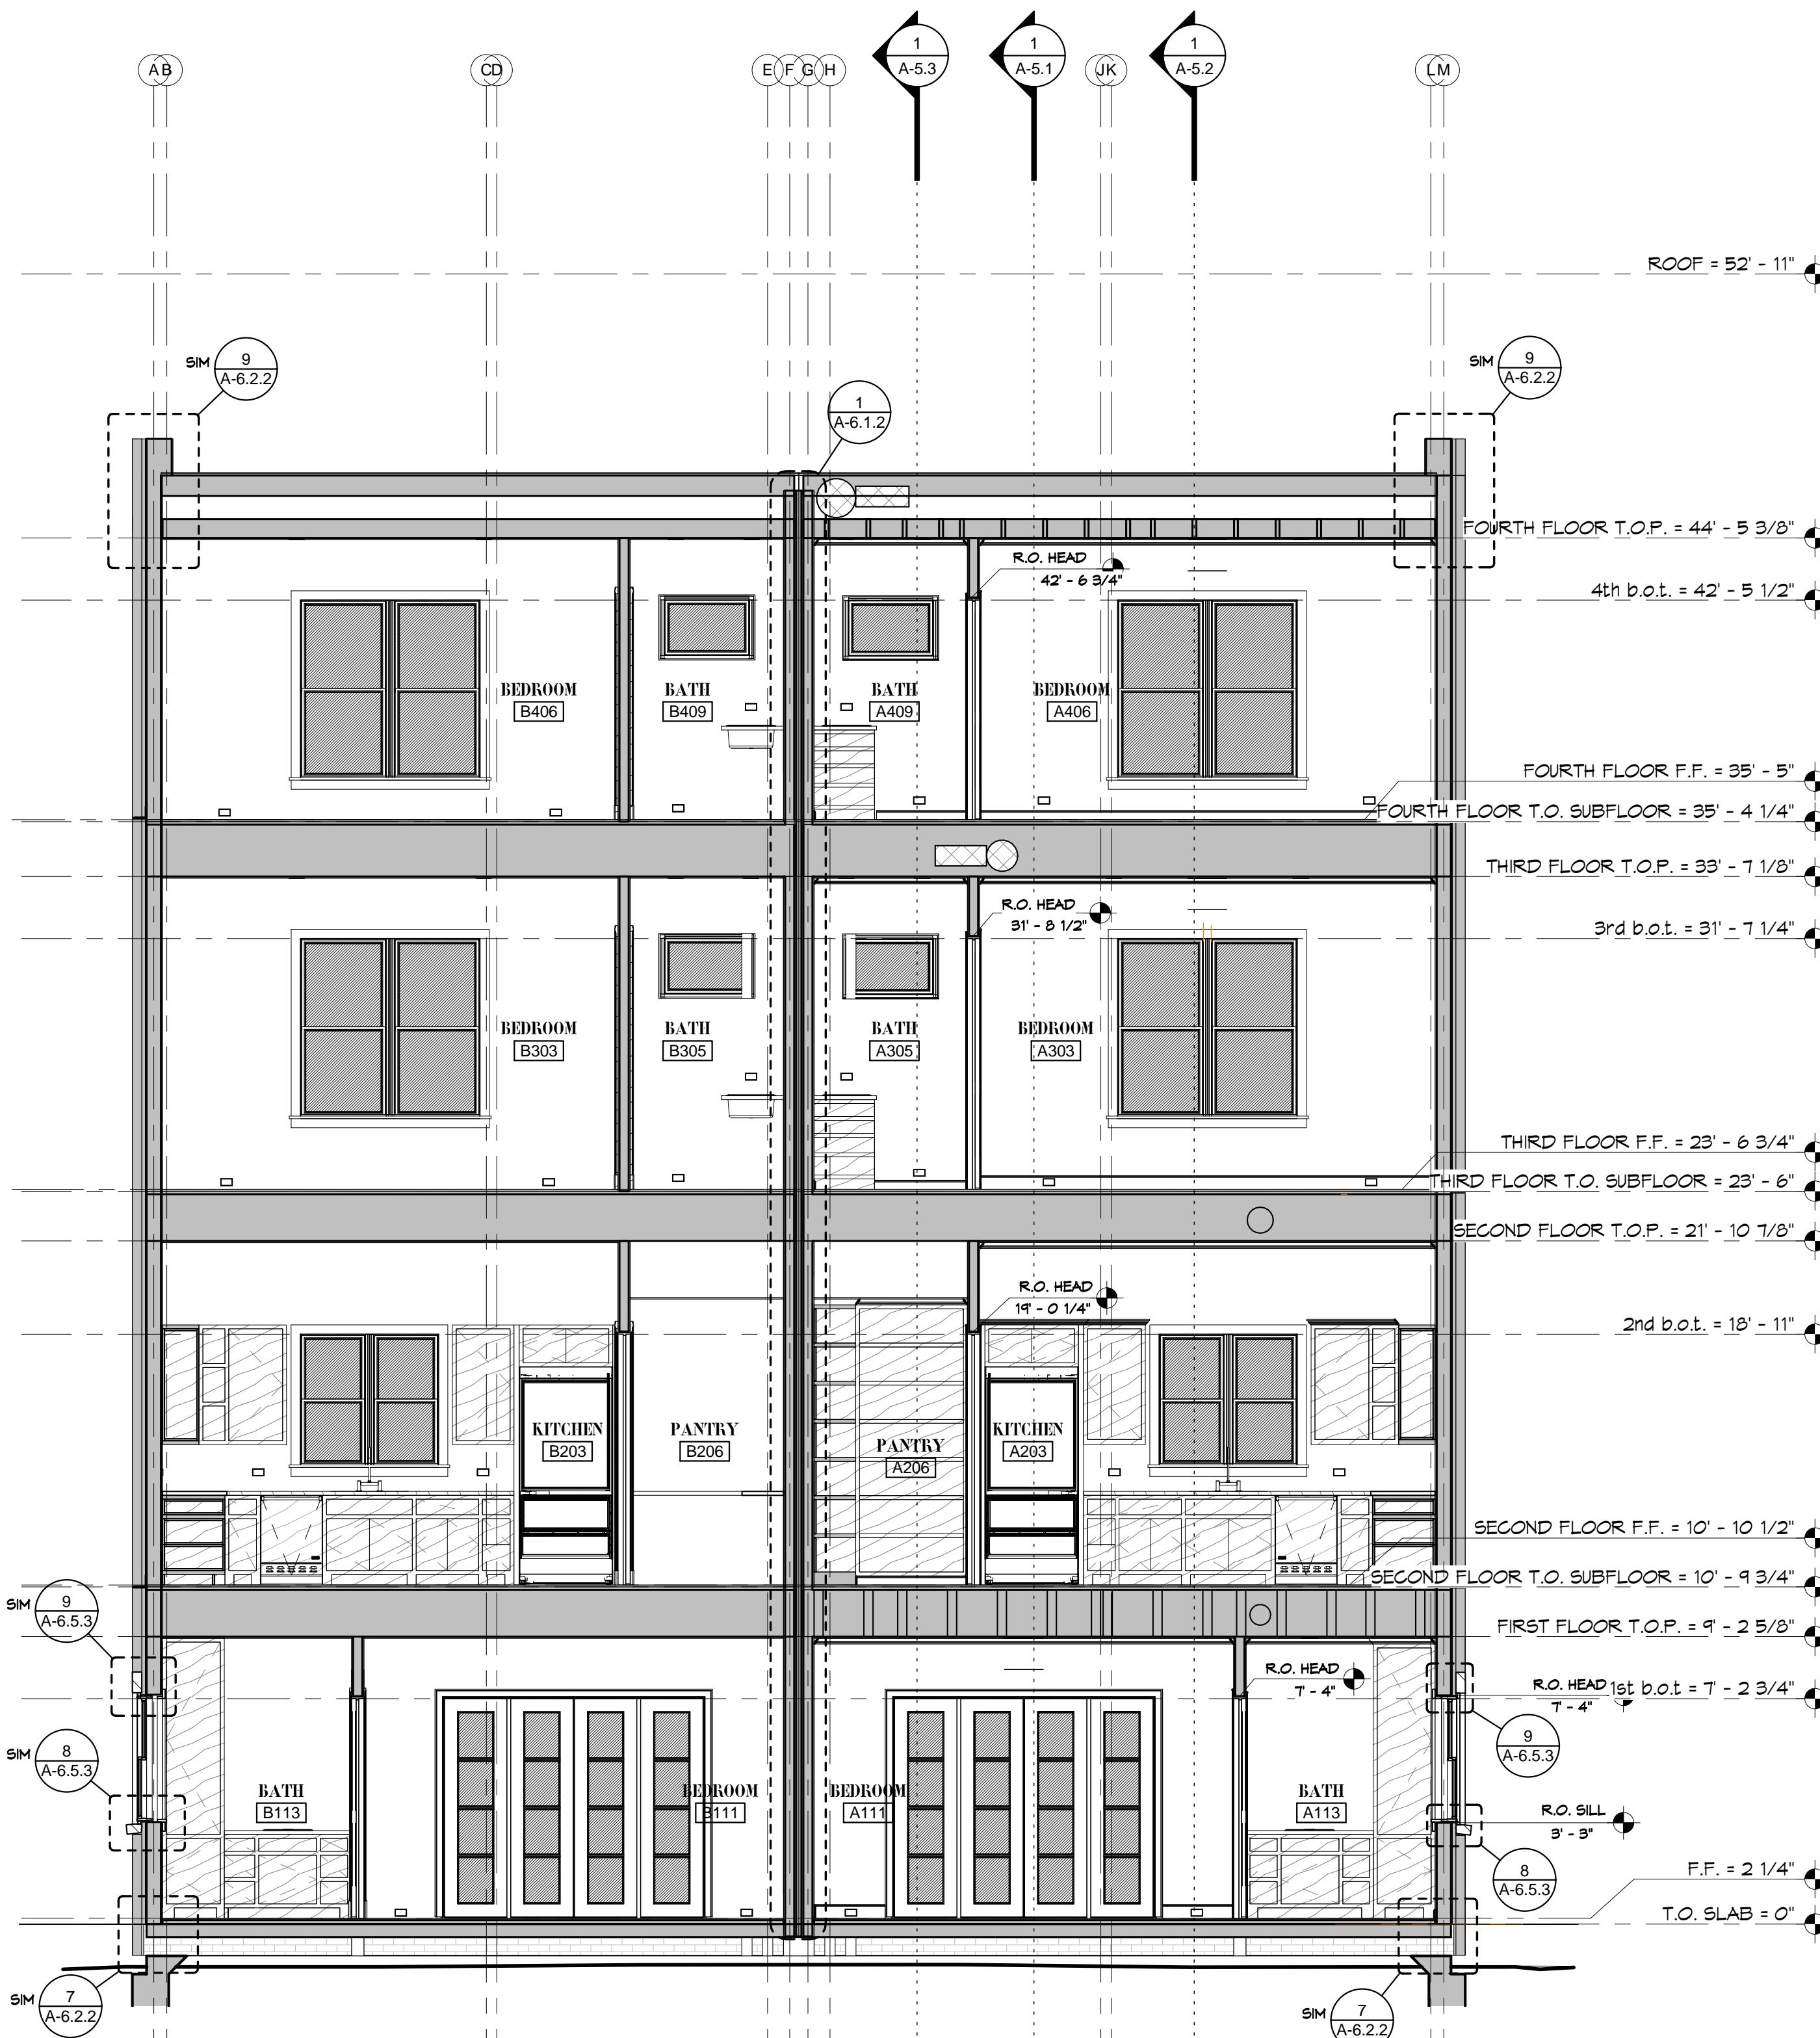 1
A-5.3
1
A-5.1
1
A-5.2
A B C D E F G H J K L M
ROOF = 52' - 11"
SIM 9
A-6.2.2
SIM 9
A-6.2.2
1
A-6.1.2
FOURTH FLOOR T.O.P. = 44' - 5 3/8"
R.O. HEAD
42' - 6 3/4"
4th b.o.t. = 42' - 5 1/2"
BEDROOM
B406
BATH
B409
BATH
A409
BEDROOM
A406
FOURTH FLOOR F.F. = 35' - 5"
FOURTH FLOOR T.O. SUBFLOOR = 35' - 4 1/4"
THIRD FLOOR T.O.P. = 33' - 7 1/8"
R.O. HEAD
31' - 8 1/2"
3rd b.o.t. = 31' - 7 1/4"
BEDROOM
B303
BATH
B305
BATH
A305
BEDROOM
A303
THIRD FLOOR F.F. = 23' - 6 3/4"
THIRD FLOOR T.O. SUBFLOOR = 23' - 6"
SECOND FLOOR T.O.P. = 21' - 10 7/8"
R.O. HEAD
19' - 0 1/4"
2nd b.o.t. = 18' - 11"
KITCHEN
B203
PANTRY
B206
PANTRY
A206
KITCHEN
A203
SECOND FLOOR F.F. = 10' - 10 1/2"
SECOND FLOOR T.O. SUBFLOOR = 10' - 9 3/4"
SIM 9
A-6.5.3
FIRST FLOOR T.O.P. = 9' - 2 5/8"
R.O. HEAD
7' - 4"
R.O. HEAD
7' - 4"
1st b.o.t = 7' - 2 3/4"
SIM 8
A-6.5.3
9
A-6.5.3
BATH
B113
BEDROOM
B111
BEDROOM
A111
BATH
A113
R.O. SILL
3' - 3"
8
A-6.5.3
F.F. = 2 1/4"
T.O. SLAB = 0"
SIM 7
A-6.2.2
SIM 7
A-6.2.2